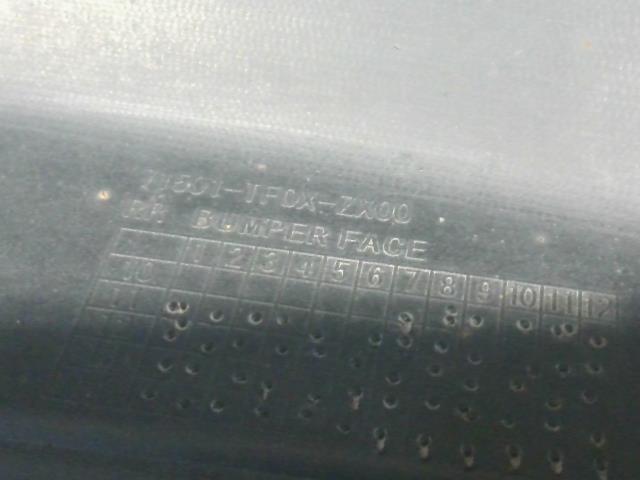 71501-TF0X-ZX00
RR BUMPER FACE
1 2 3 4 5 6 7 8 9 10 11 12
10
11